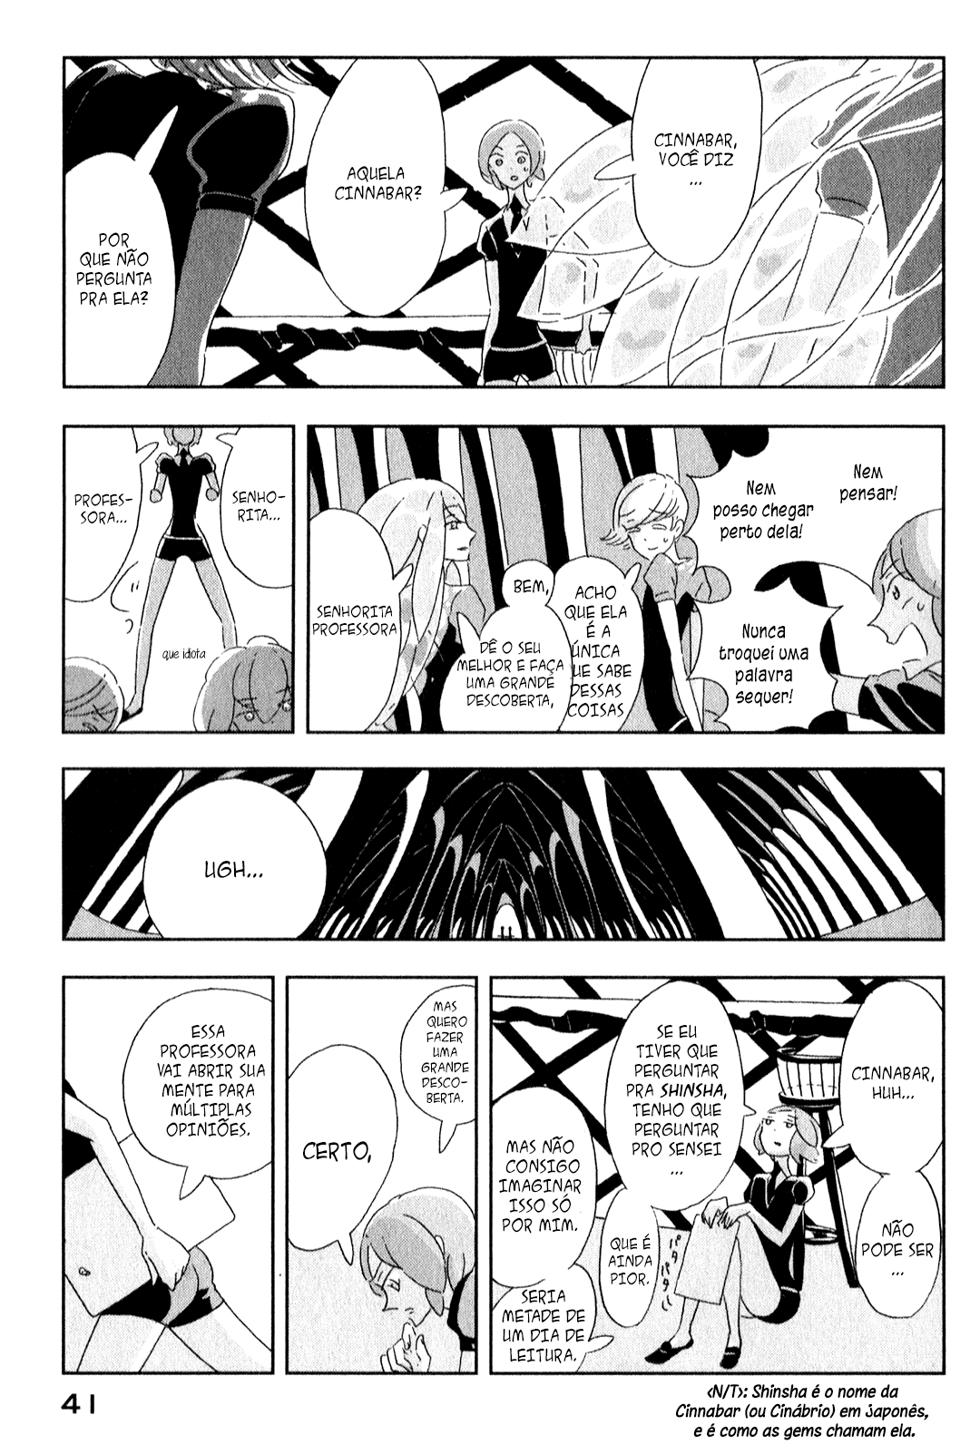 CINNABAR,
VOCÊ DIZ
...
AQUELA
CINNABAR?
POR
QUE NÃO
PERGUNTA
PRA ELA?
Nem
pensar!
Nem
posso chegar
perto dela!
Nunca
troquei uma
palavra
sequer!
ACHO
QUE ELA
É A
ÚNICA
UE SABE
DESSAS
COISAS
BEM,
DÊ O SEU
MELHOR E FAÇA
UMA GRANDE
DESCOBERTA,
SENHORITA
PROFESSORA
SENHO-
RITA...
PROFES-
SORA...
que idiota
UGH...
CINNABAR,
HUH...
NÃO
PODE SER
...
SE EU
TIVER QUE
PERGUNTAR
PRA SHINSHA,
TENHO QUE
PERGUNTAR
PRO SENSEI
...
QUE É
AINDA
PIOR.
パタパタ
MAS NÃO
CONSIGO
IMAGINAR
ISSO SÓ
POR MIM.
SERIA
METADE DE
UM DIA DE
LEITURA.
MAS
QUERO
FAZER
UMA
GRANDE
DESCO-
BERTA.
CERTO,
ESSA
PROFESSORA
VAI ABRIR SUA
MENTE PARA
MÚLTIPLAS
OPINIÕES.
41
<N/T>: Shinsha é o nome da
Cinnabar (ou Cinábrio) em Japonês,
e é como as gems chamam ela.